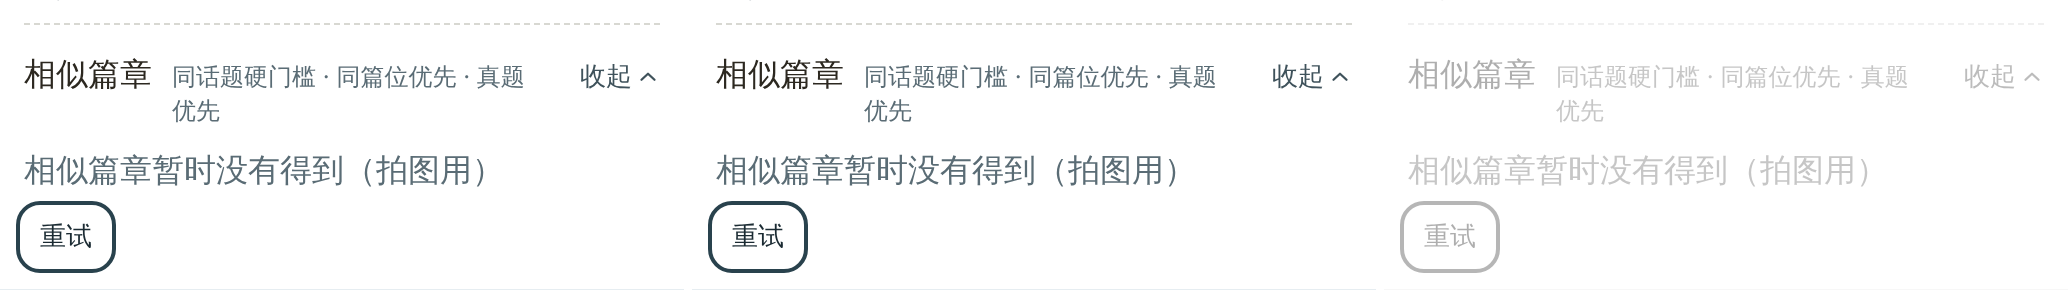 相似篇章 同话题硬门槛 · 同篇位优先 · 真题 收起
优先
相似篇章暂时没有得到（拍图用）
重试
相似篇章 同话题硬门槛 · 同篇位优先 · 真题 收起
优先
相似篇章暂时没有得到（拍图用）
重试
相似篇章 同话题硬门槛 · 同篇位优先 · 真题 收起
优先
相似篇章暂时没有得到（拍图用）
重试